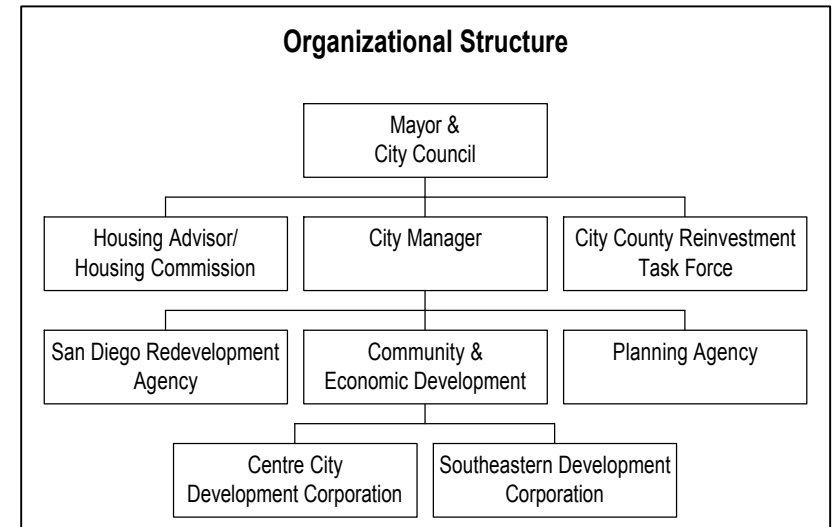 Organizational Structure
Mayor &
City Council
Housing Advisor/
Housing Commission
City Manager
City County Reinvestment
Task Force
San Diego Redevelopment
Agency
Community &
Economic Development
Planning Agency
Centre City
Development Corporation
Southeastern Development
Corporation